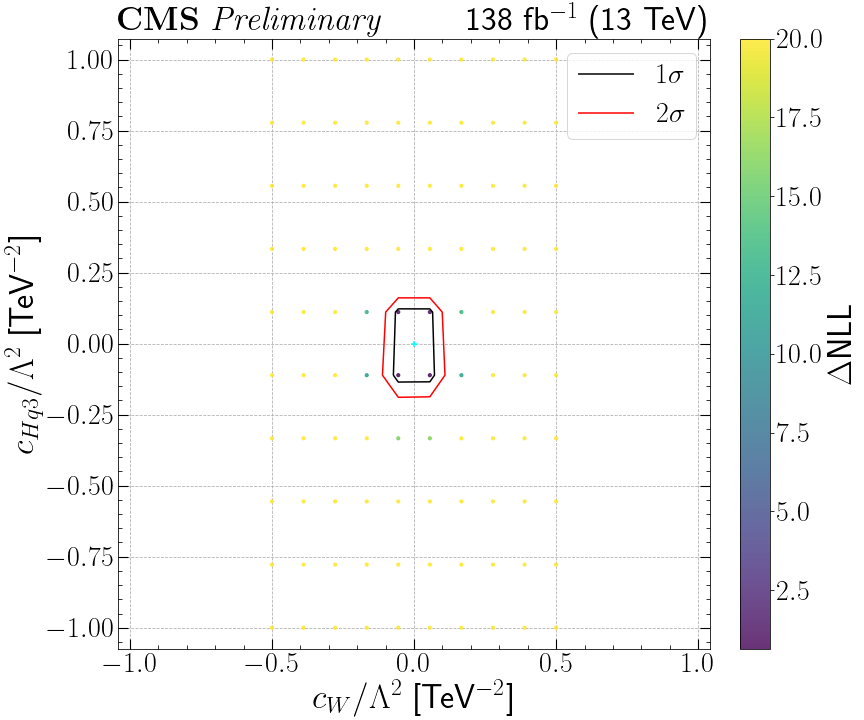 CMS Preliminary 138 fb⁻¹ (13 TeV)
1σ
2σ
1.00
0.75
0.50
0.25
0.00
−0.25
−0.50
−0.75
−1.00
c_{Hq3}/Λ² [TeV⁻²]
−1.0 −0.5 0.0 0.5 1.0
c_W/Λ² [TeV⁻²]
20.0
17.5
15.0
12.5
10.0
7.5
5.0
2.5
ΔNLL